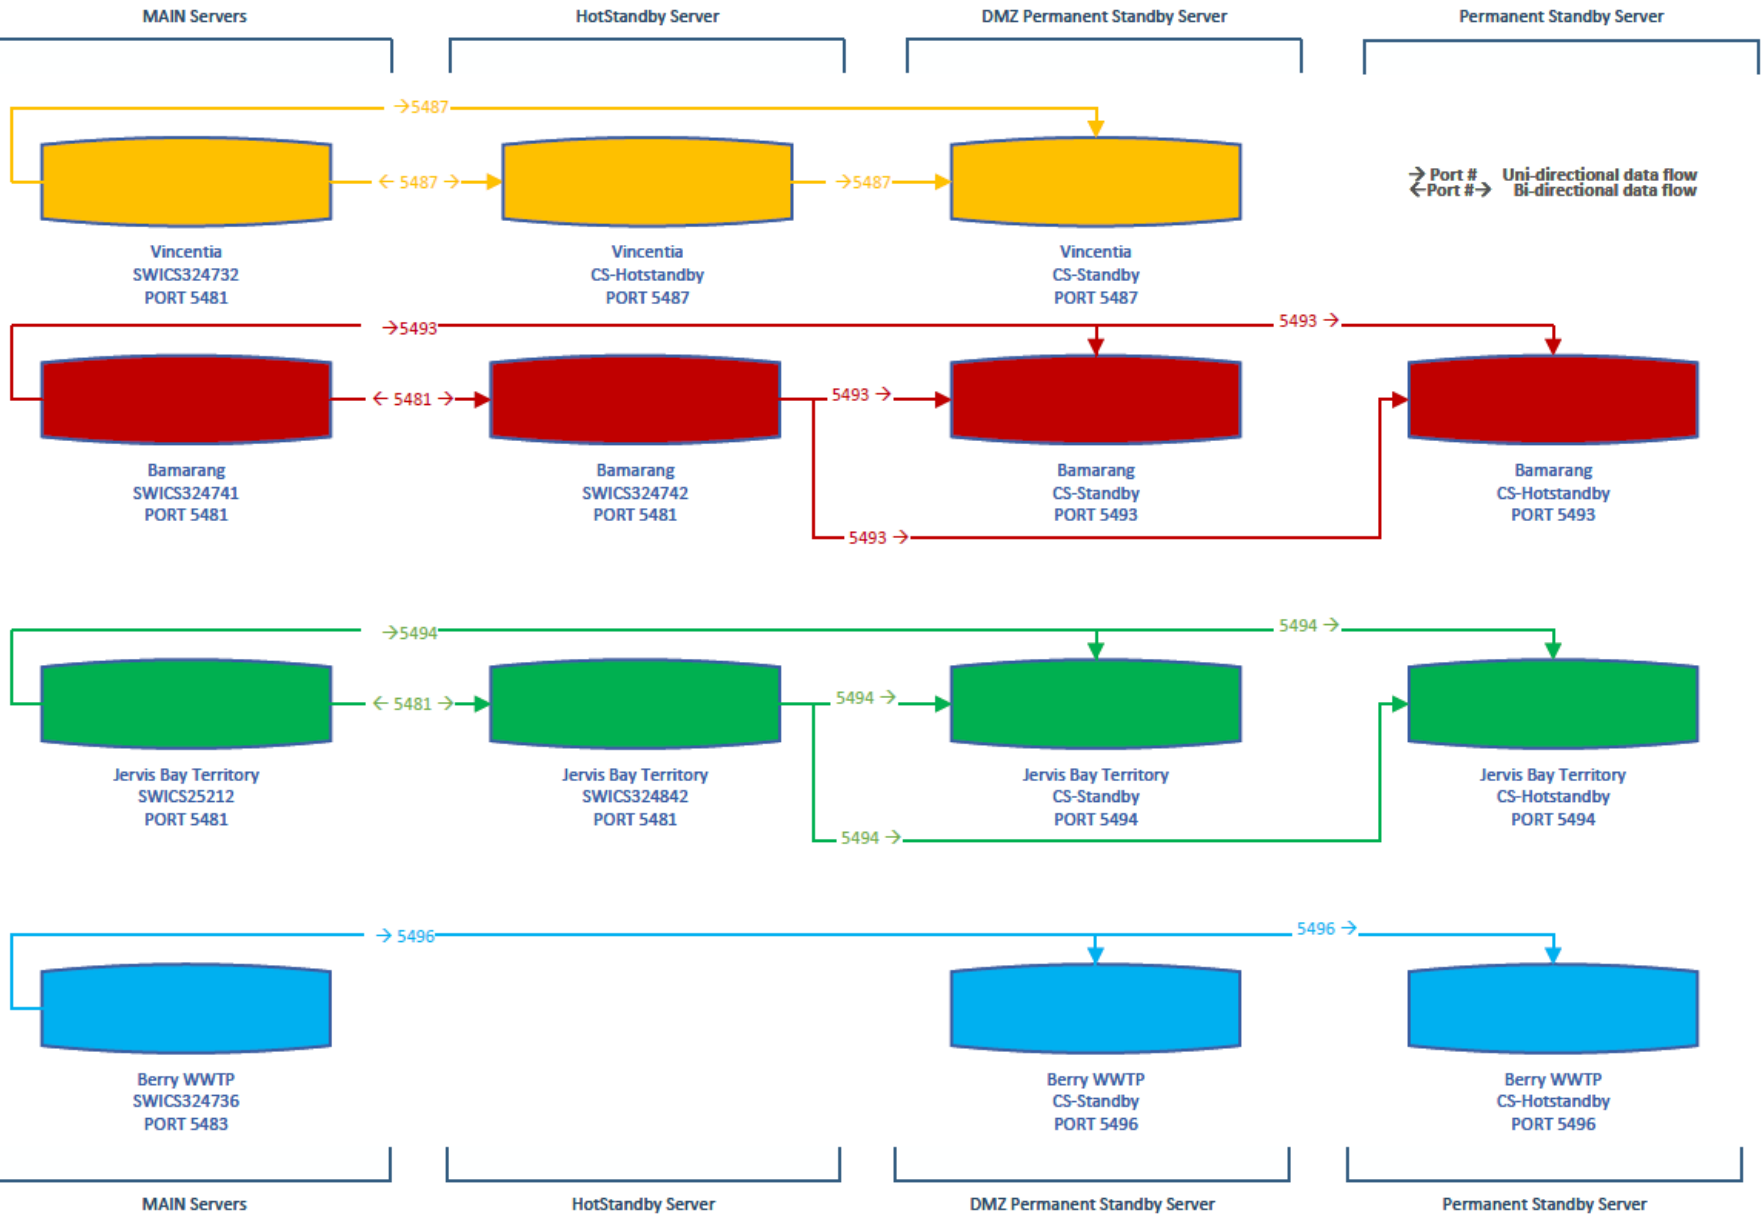 MAIN Servers
HotStandby Server
DMZ Permanent Standby Server
Permanent Standby Server
→5487
← 5487 →
→5487
→ Port # Uni-directional data flow
←Port #→ Bi-directional data flow
Vincentia
SWICS324732
PORT 5481
Vincentia
CS-Hotstandby
PORT 5487
Vincentia
CS-Standby
PORT 5487
→5493
5493 →
← 5481 →
5493 →
Bamarang
SWICS324741
PORT 5481
Bamarang
SWICS324742
PORT 5481
Bamarang
CS-Standby
PORT 5493
Bamarang
CS-Hotstandby
PORT 5493
5493 →
→5494
5494 →
← 5481 →
5494 →
Jervis Bay Territory
SWICS25212
PORT 5481
Jervis Bay Territory
SWICS324842
PORT 5481
Jervis Bay Territory
CS-Standby
PORT 5494
Jervis Bay Territory
CS-Hotstandby
PORT 5494
5494 →
→ 5496
5496 →
Berry WWTP
SWICS324736
PORT 5483
Berry WWTP
CS-Standby
PORT 5496
Berry WWTP
CS-Hotstandby
PORT 5496
MAIN Servers
HotStandby Server
DMZ Permanent Standby Server
Permanent Standby Server